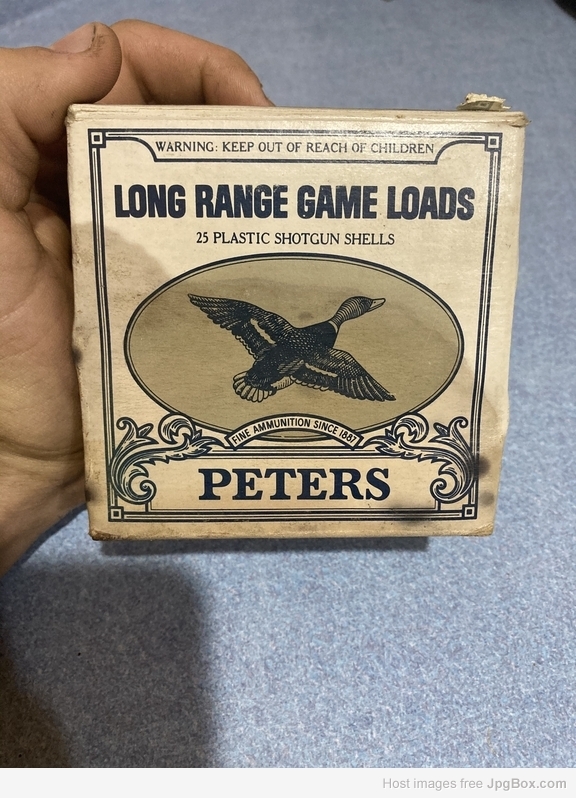 WARNING: KEEP OUT OF REACH OF CHILDREN
LONG RANGE GAME LOADS
25 PLASTIC SHOTGUN SHELLS
FINE AMMUNITION SINCE 1887
PETERS
Host images free JpgBox.com